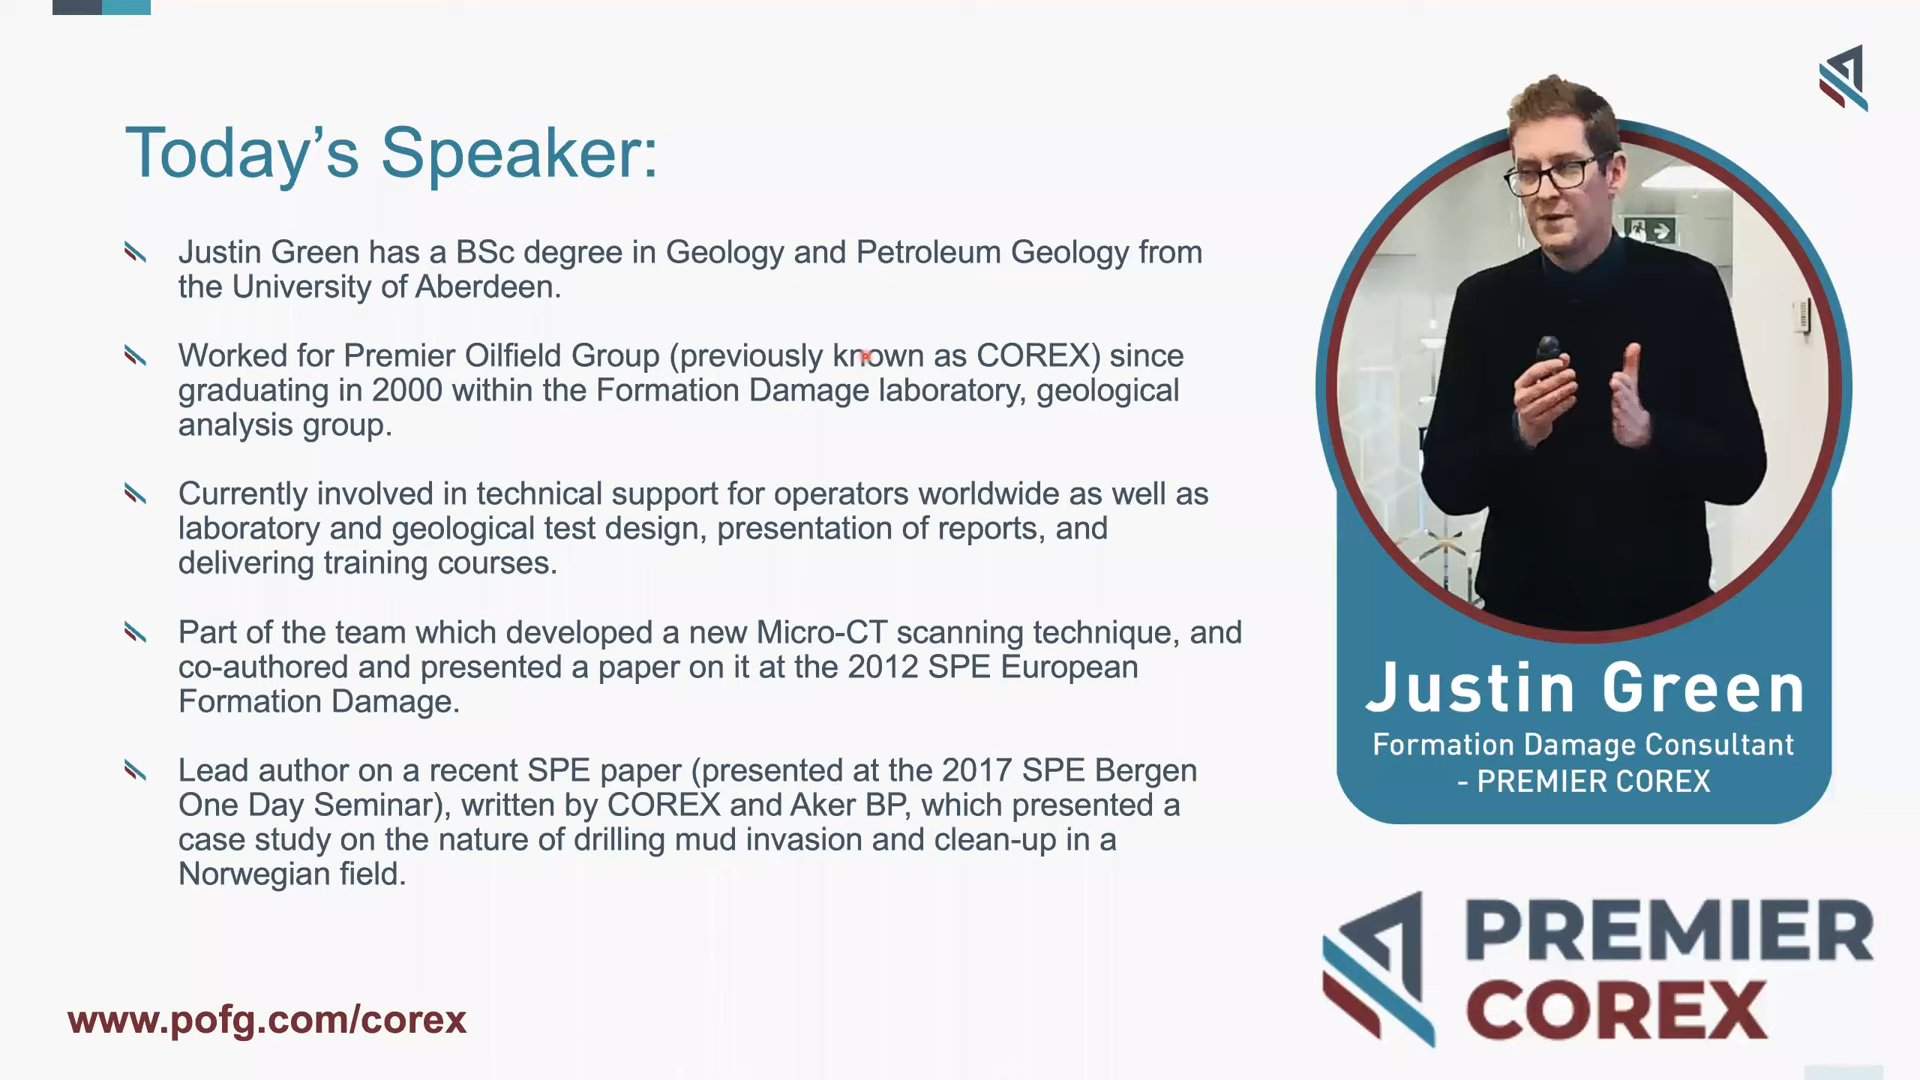 Today's Speaker:
Justin Green has a BSc degree in Geology and Petroleum Geology from
the University of Aberdeen.
Worked for Premier Oilfield Group (previously known as COREX) since
graduating in 2000 within the Formation Damage laboratory, geological
analysis group.
Currently involved in technical support for operators worldwide as well as
laboratory and geological test design, presentation of reports, and
delivering training courses.
Part of the team which developed a new Micro-CT scanning technique, and
co-authored and presented a paper on it at the 2012 SPE European
Formation Damage.
Lead author on a recent SPE paper (presented at the 2017 SPE Bergen
One Day Seminar), written by COREX and Aker BP, which presented a
case study on the nature of drilling mud invasion and clean-up in a
Norwegian field.
www.pofg.com/corex
Justin Green
Formation Damage Consultant
- PREMIER COREX
PREMIER
COREX